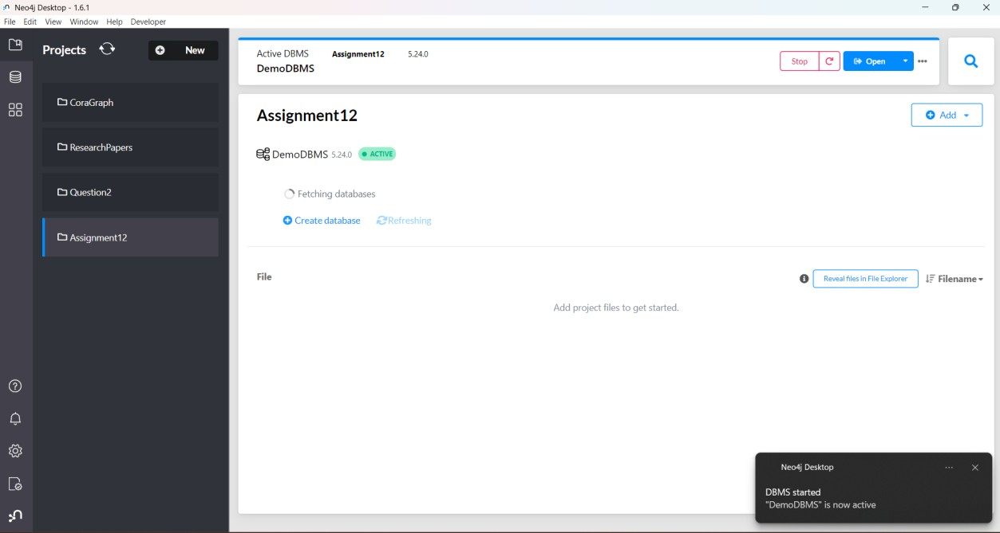 Neo4j Desktop - 1.6.1
File Edit View Window Help Developer
Projects
New
CoraGraph
ResearchPapers
Question2
Assignment12
Active DBMS Assignment12 5.24.0
DemoDBMS
Stop Open
Assignment12
Add
DemoDBMS 5.24.0 ACTIVE
Fetching databases
Create database Refreshing
File
Reveal files in File Explorer Filename
Add project files to get started.
Neo4j Desktop
DBMS started
"DemoDBMS" is now active